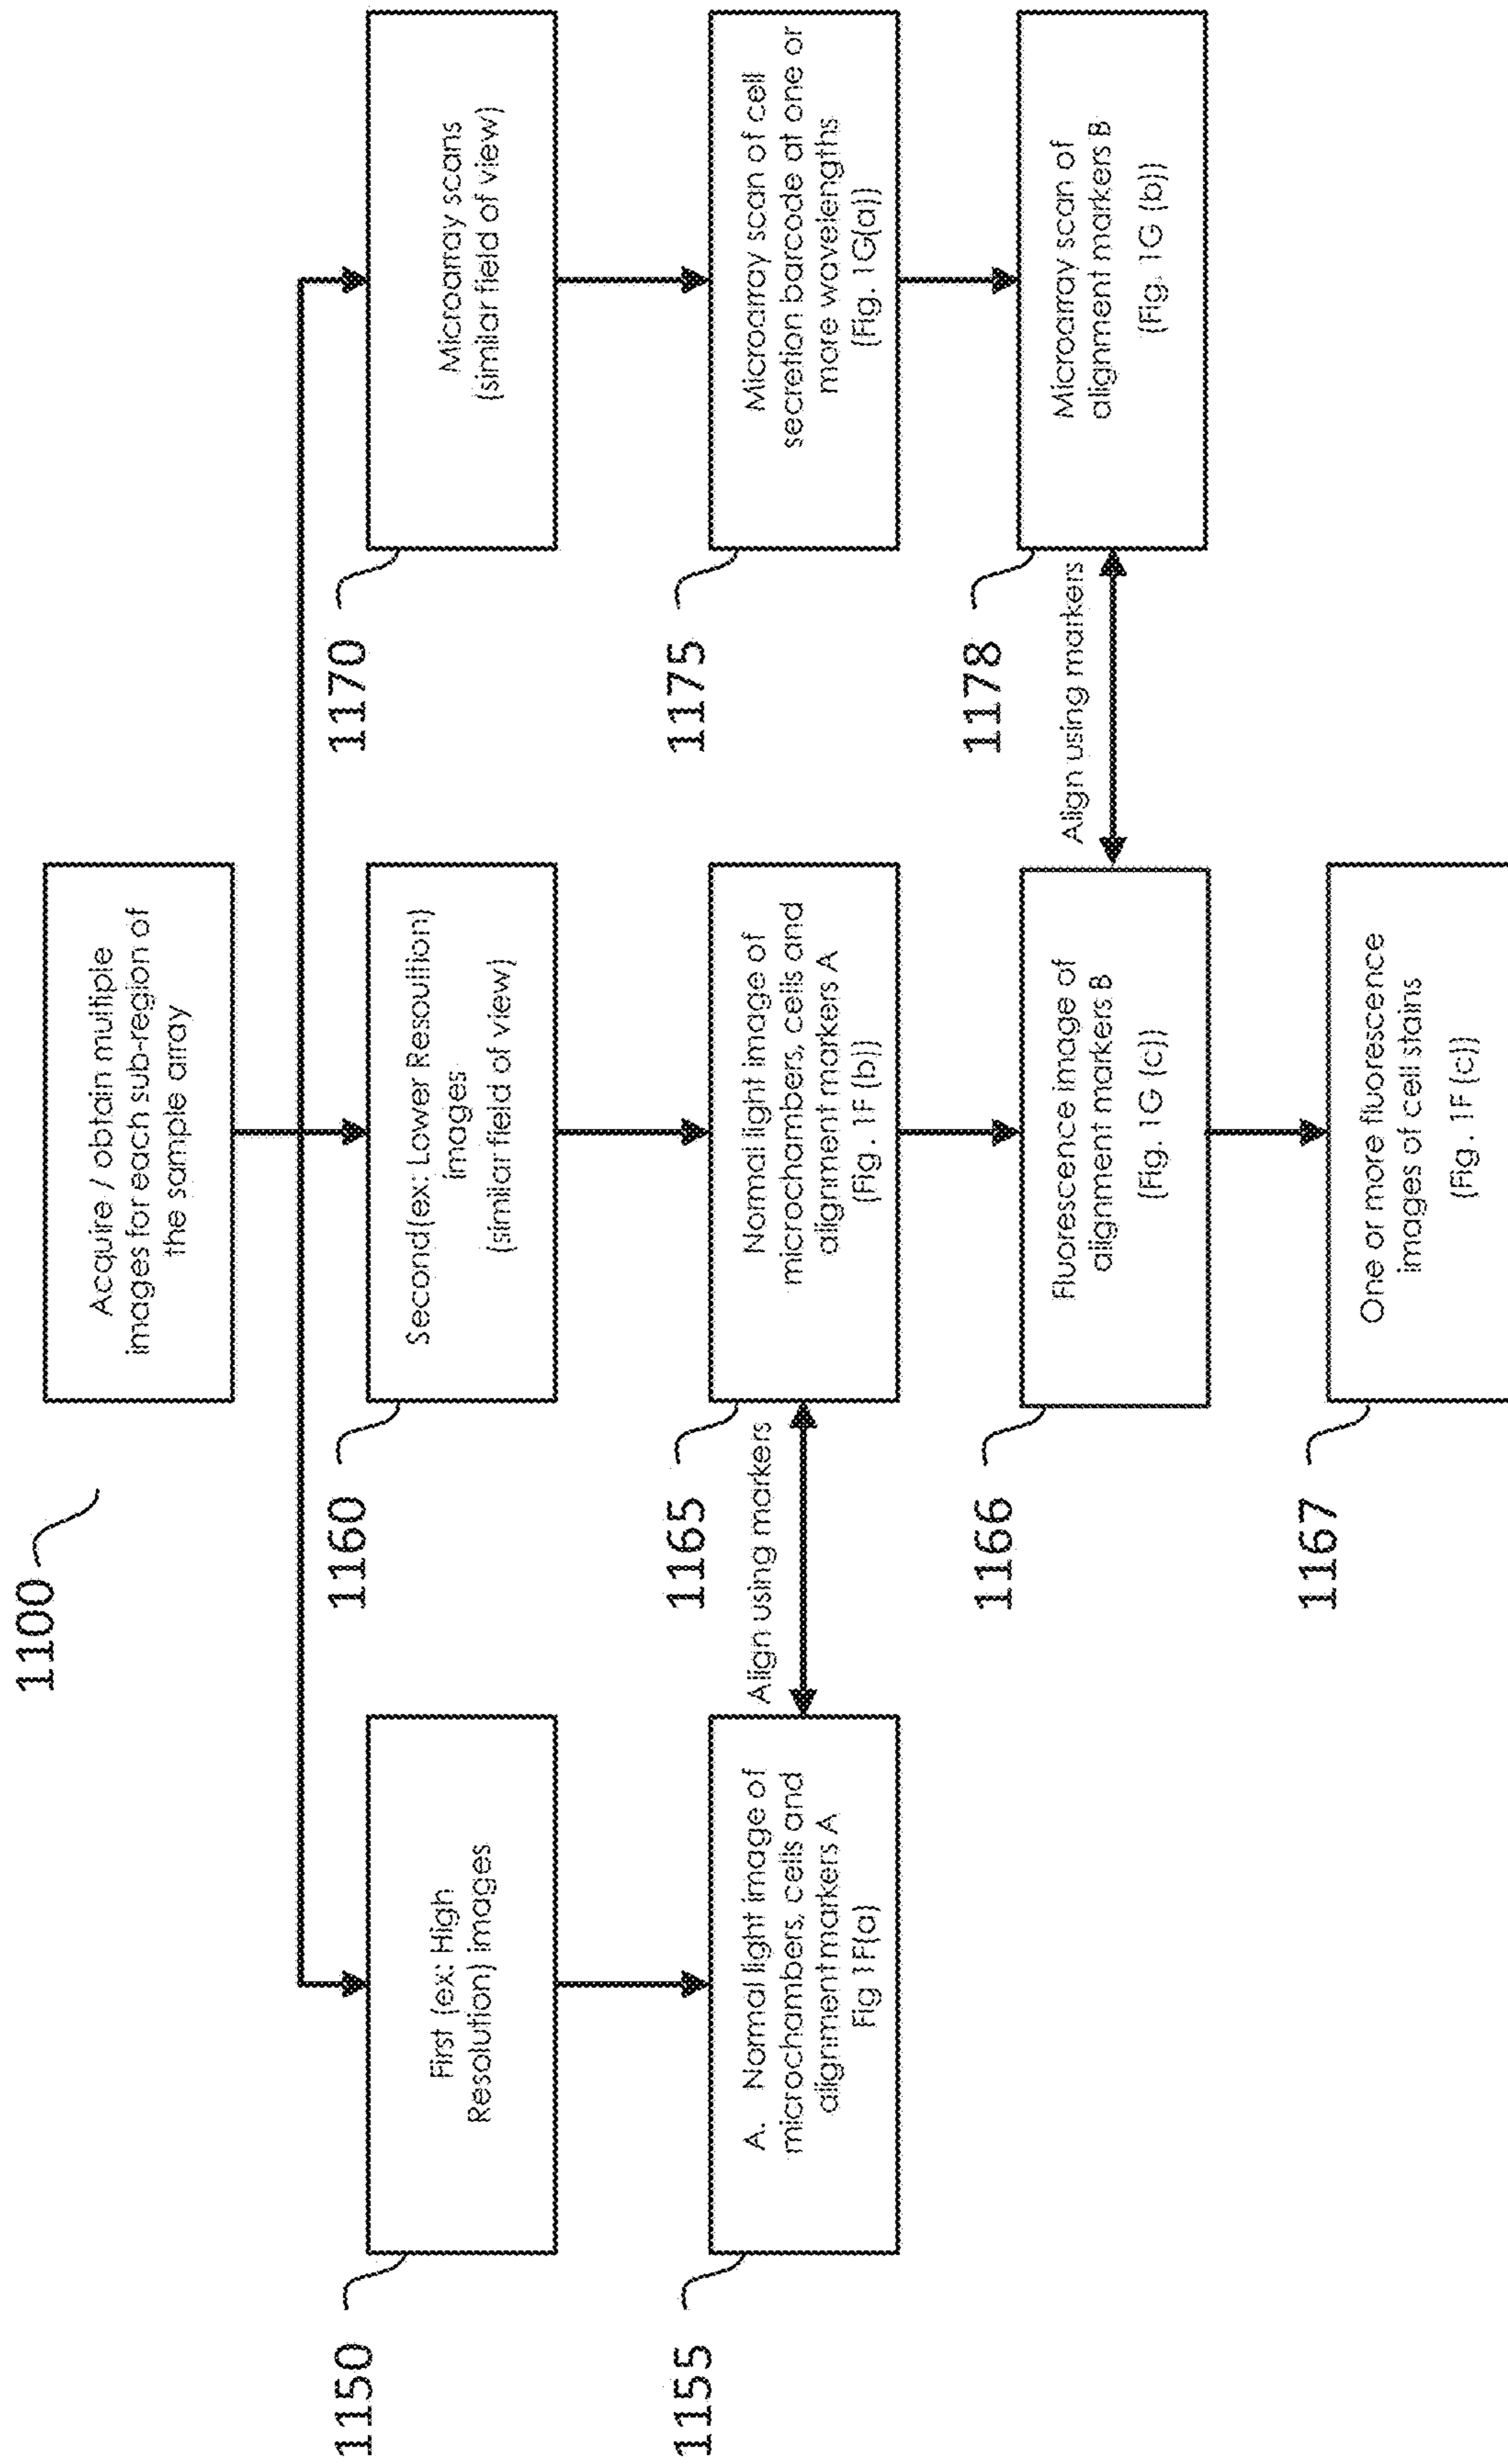 1100
Acquire / obtain multiple
images for each sub-region of
the sample array
1150
First (ex: High
Resolution) images
1160
Second(ex: Lower Resoultion)
images
(similar field of view)
1170
Microarray scans
(similar field of view)
1155
A. Normal light image of
microchambers, cells and
alignment markers A
Fig 1F(a)
Align using markers
1165
Normal light image of
microchambers, cells and
alignment markers A
(Fig. 1F (b))
1175
Microarray scan of cell
secretion barcode at one or
more wavelengths
(Fig. 1G(a))
1166
Fluorescence image of
alignment markers B
(Fig. 1G (c))
Align using markers
1178
Microarray scan of
alignment markers B
(Fig. 1G (b))
1167
One or more fluorescence
images of cell stains
(Fig. 1F (c))